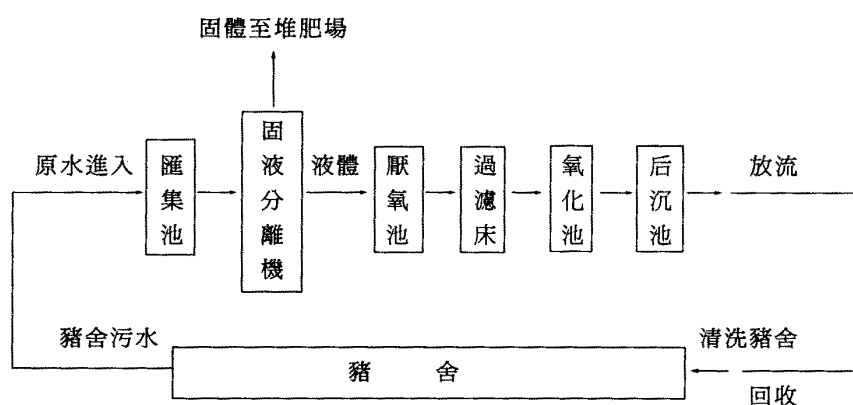 固體至堆肥場
原水進入
匯集池
固液分離機
液體
厭氧池
過濾床
氧化池
后沉池
放流
豬舍污水
豬舍
清洗豬舍
回收